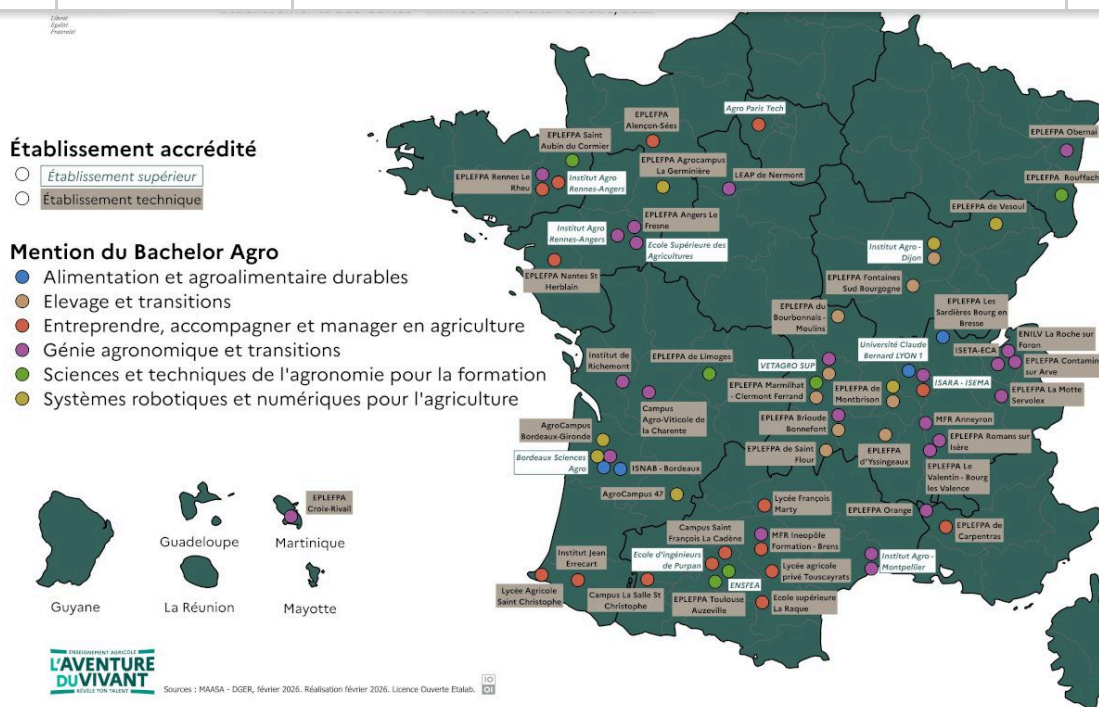 Liberté
Égalité
Fraternité
Établissement accrédité
Établissement supérieur
Établissement technique
Mention du Bachelor Agro
Alimentation et agroalimentaire durables
Elevage et transitions
Entreprendre, accompagner et manager en agriculture
Génie agronomique et transitions
Sciences et techniques de l'agronomie pour la formation
Systèmes robotiques et numériques pour l'agriculture
Agro Paris Tech
EPLEFPA
Alençon-Sées
EPLEFPA Saint
Aubin du Cormier
EPLEFPA Obernai
EPLEFPA Agrocampus
La Germinière
EPLEFPA Rennes Le
Rheu
Institut Agro
Rennes-Angers
LEAP de Nermont
EPLEFPA Rouffach
EPLEFPA de Vesoul
Institut Agro
Rennes-Angers
EPLEFPA Angers Le
Fresne
Ecole Supérieure des
Agricultures
Institut Agro -
Dijon
EPLEFPA Nantes St
Herblain
EPLEFPA Fontaines
Sud Bourgogne
EPLEFPA du
Bourbonnais -
Moulins
EPLEFPA Les
Sardières Bourg en
Bresse
Université Claude
Bernard LYON 1
ENILV La Roche sur
Foron
ISETA-ECA
EPLEFPA Contamin
sur Arve
Institut de
Richemont
EPLEFPA de Limoges
VETAGRO SUP
ISARA - ISEMA
EPLEFPA Marmilhat
- Clermont Ferrand
EPLEFPA de
Montbrison
EPLEFPA La Motte
Servolex
Campus
Agro-Viticole de
la Charente
EPLEFPA Brioude
Bonnefont
MFR Anneyron
AgroCampus
Bordeaux-Gironde
EPLEFPA Romans sur
Isère
EPLEFPA de Saint
Flour
EPLEFPA
d'Yssingeaux
Bordeaux Sciences
Agro
ISNAB - Bordeaux
EPLEFPA Le
Valentin - Bourg
les Valence
AgroCampus 47
Lycée François
Marty
EPLEFPA Orange
EPLEFPA
Croix-Rivail
Campus Saint
François La Cadène
MFR Ineopôle
Formation - Brens
EPLEFPA de
Carpentras
Guadeloupe
Martinique
Institut Jean
Errecart
Ecole d'ingénieurs
de Purpan
Institut Agro -
Montpellier
Lycée agricole
privé Touscayrats
ENSFEA
Lycée Agricole
Saint Christophe
Campus La Salle St
Christophe
EPLEFPA Toulouse
Auzeville
Ecole supérieure
La Raque
Guyane
La Réunion
Mayotte
ENSEIGNEMENT AGRICOLE
L'AVENTURE
DU VIVANT
RÉVÈLE TON TALENT
Sources : MAASA - DGER, février 2026. Réalisation février 2026. Licence Ouverte Etalab.